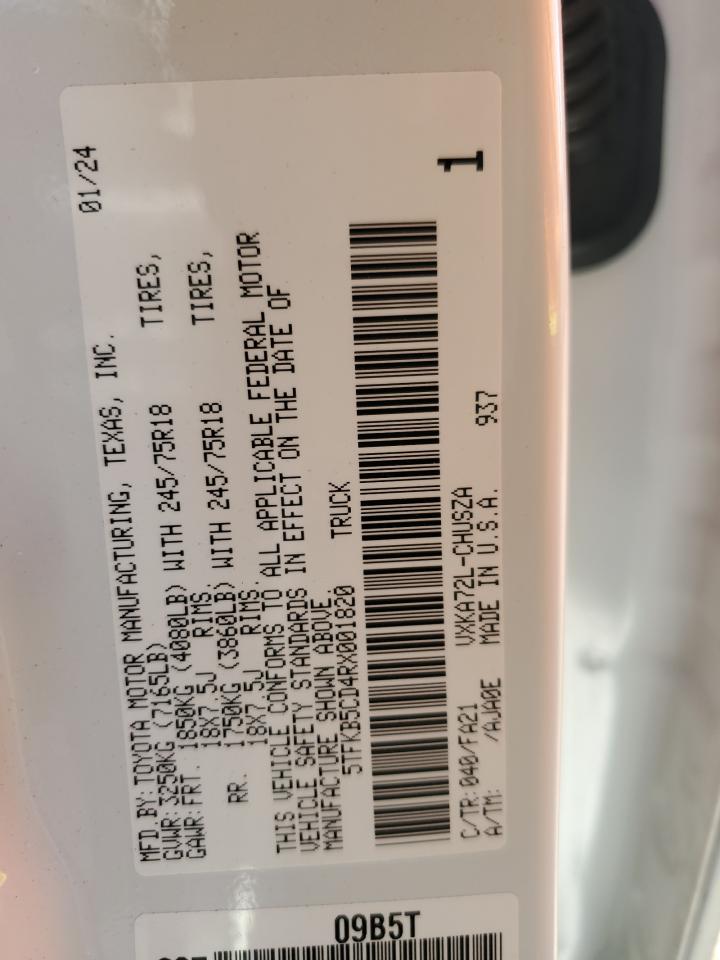 MFD.BY:TOYOTA MOTOR MANUFACTURING, TEXAS, INC. 01/24
GVWR:3250KG (7165LB)
GAWR:FRT. 1850KG (4080LB) WITH 245/75R18 TIRES,
18X7.5J RIMS.
RR. 1750KG (3860LB) WITH 245/75R18 TIRES,
18X7.5J RIMS.
THIS VEHICLE CONFORMS TO ALL APPLICABLE FEDERAL MOTOR
VEHICLE SAFETY STANDARDS IN EFFECT ON THE DATE OF
MANUFACTURE SHOWN ABOVE.
5TFKB5CD4RX001820 TRUCK
C/TR:040/FA21 VXKA72L-CHUSZA
A/TM: /AJA0E MADE IN U.S.A. 937
1
09B5T